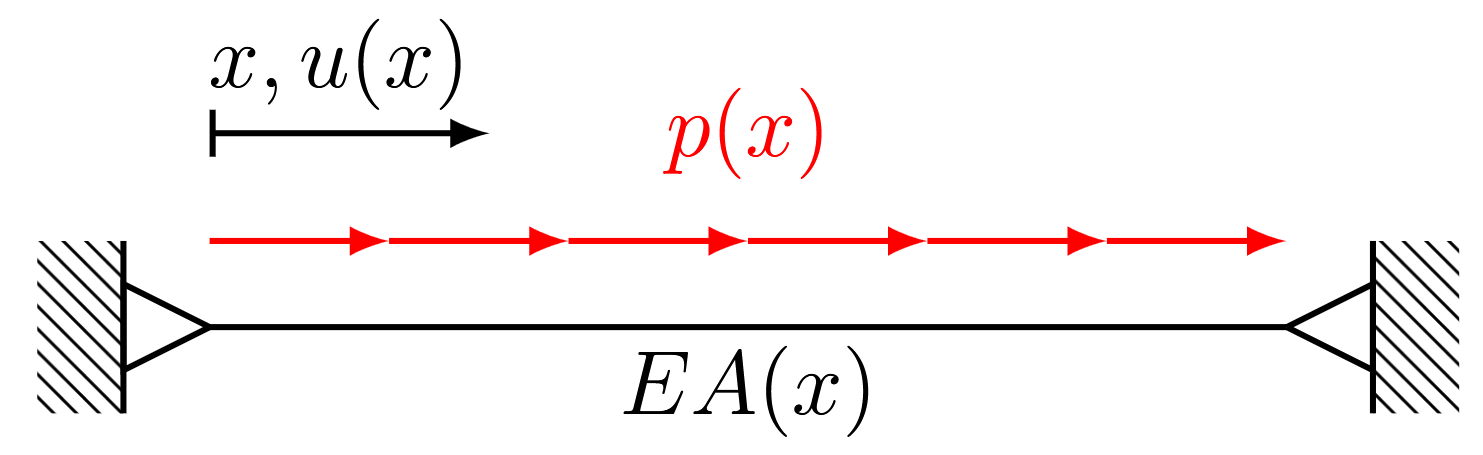 x, u(x)
p(x)
EA(x)